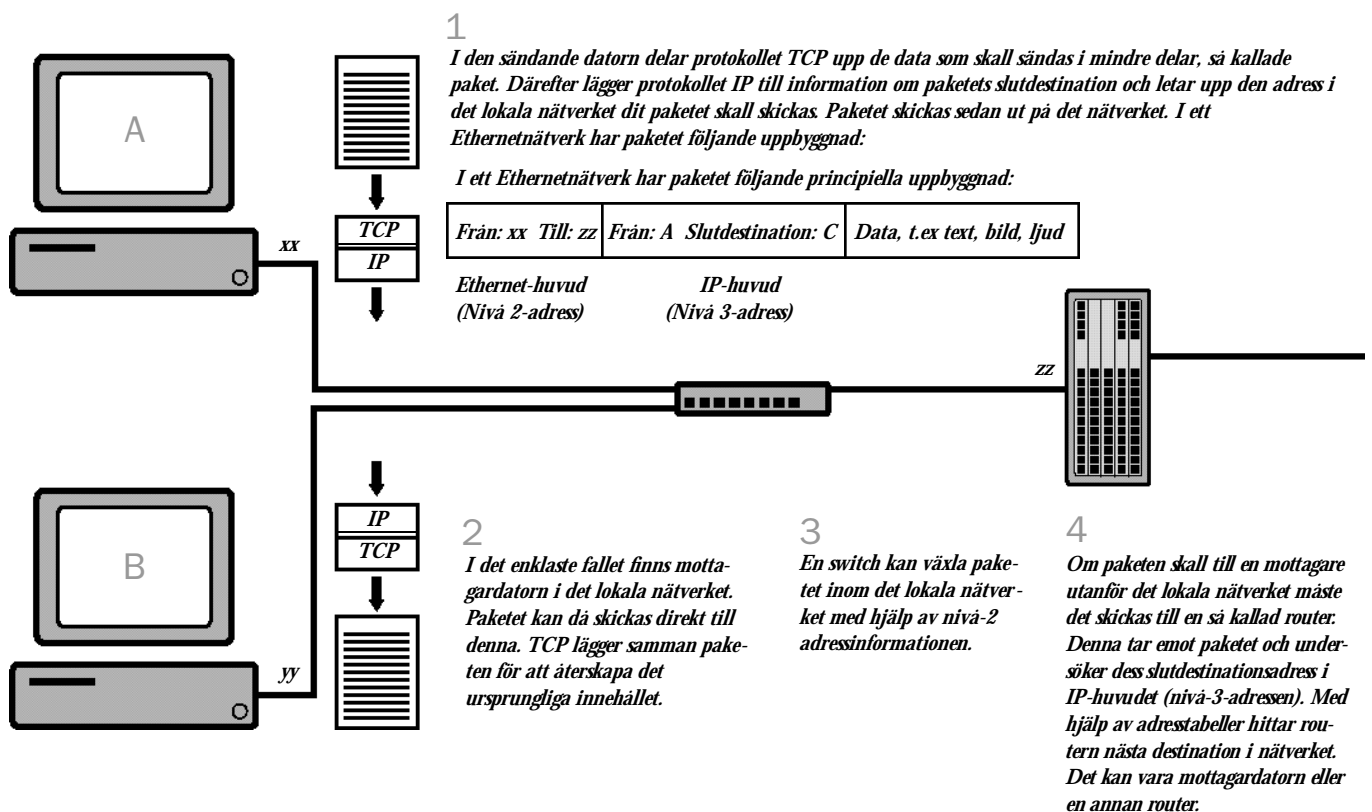 1
I den sändande datorn delar protokollet TCP upp de data som skall sändas i mindre delar, så kallade
paket. Därefter lägger protokollet IP till information om paketets slutdestination och letar upp den adress i
det lokala nätverket dit paketet skall skickas. Paketet skickas sedan ut på det nätverket. I ett
Ethernetnätverk har paketet följande uppbyggnad:
I ett Ethernetnätverk har paketet följande principiella uppbyggnad:
A
TCP
IP
xx
Från: xx Till: zz
Från: A Slutdestination: C
Data, t.ex text, bild, ljud
Ethernet-huvud
(Nivå 2-adress)
IP-huvud
(Nivå 3-adress)
zz
B
IP
TCP
yy
2
I det enklaste fallet finns motta-
gardatorn i det lokala nätverket.
Paketet kan då skickas direkt till
denna. TCP lägger samman pake-
ten för att återskapa det
ursprungliga innehållet.
3
En switch kan växla pake-
tet inom det lokala nätver-
ket med hjälp av nivå-2
adressinformationen.
4
Om paketen skall till en mottagare
utanför det lokala nätverket måste
det skickas till en så kallad router.
Denna tar emot paketet och under-
söker dess slutdestinationsadress i
IP-huvudet (nivå-3-adressen). Med
hjälp av adresstabeller hittar rou-
tern nästa destination i nätverket.
Det kan vara mottagardatorn eller
en annan router.